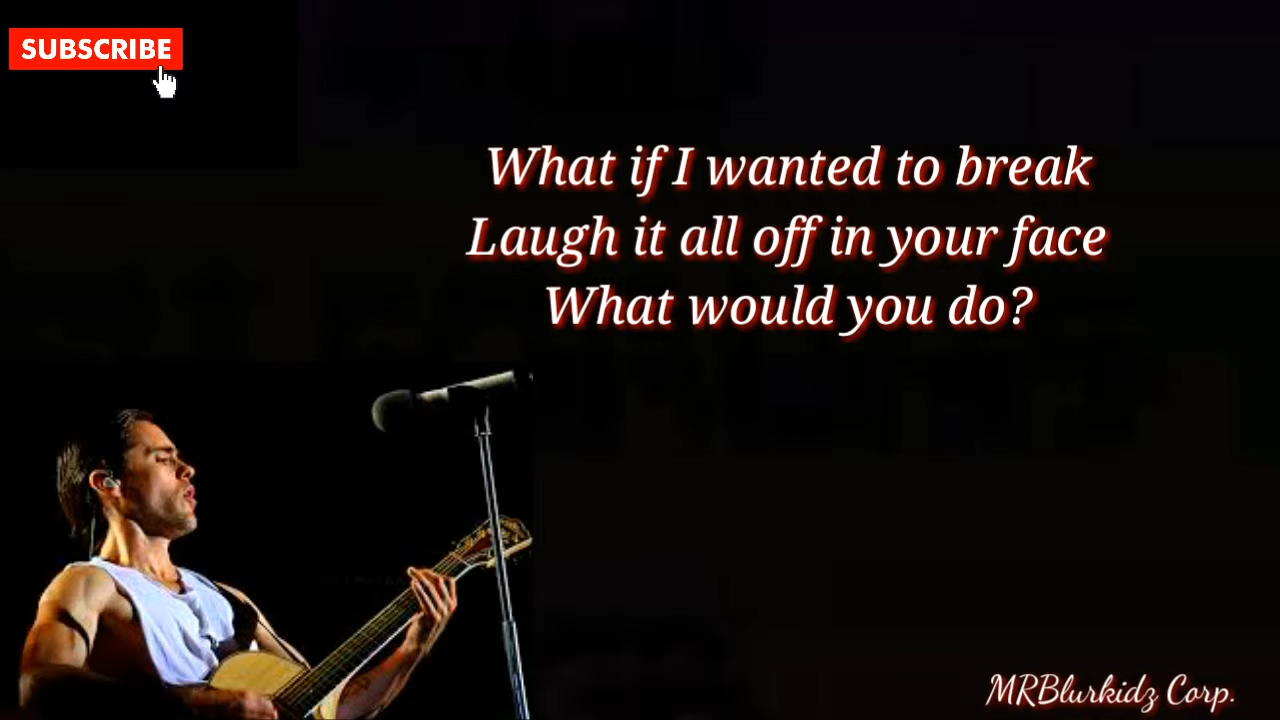 SUBSCRIBE
What if I wanted to break
Laugh it all off in your face
What would you do?
MRBlurkidz Corp.